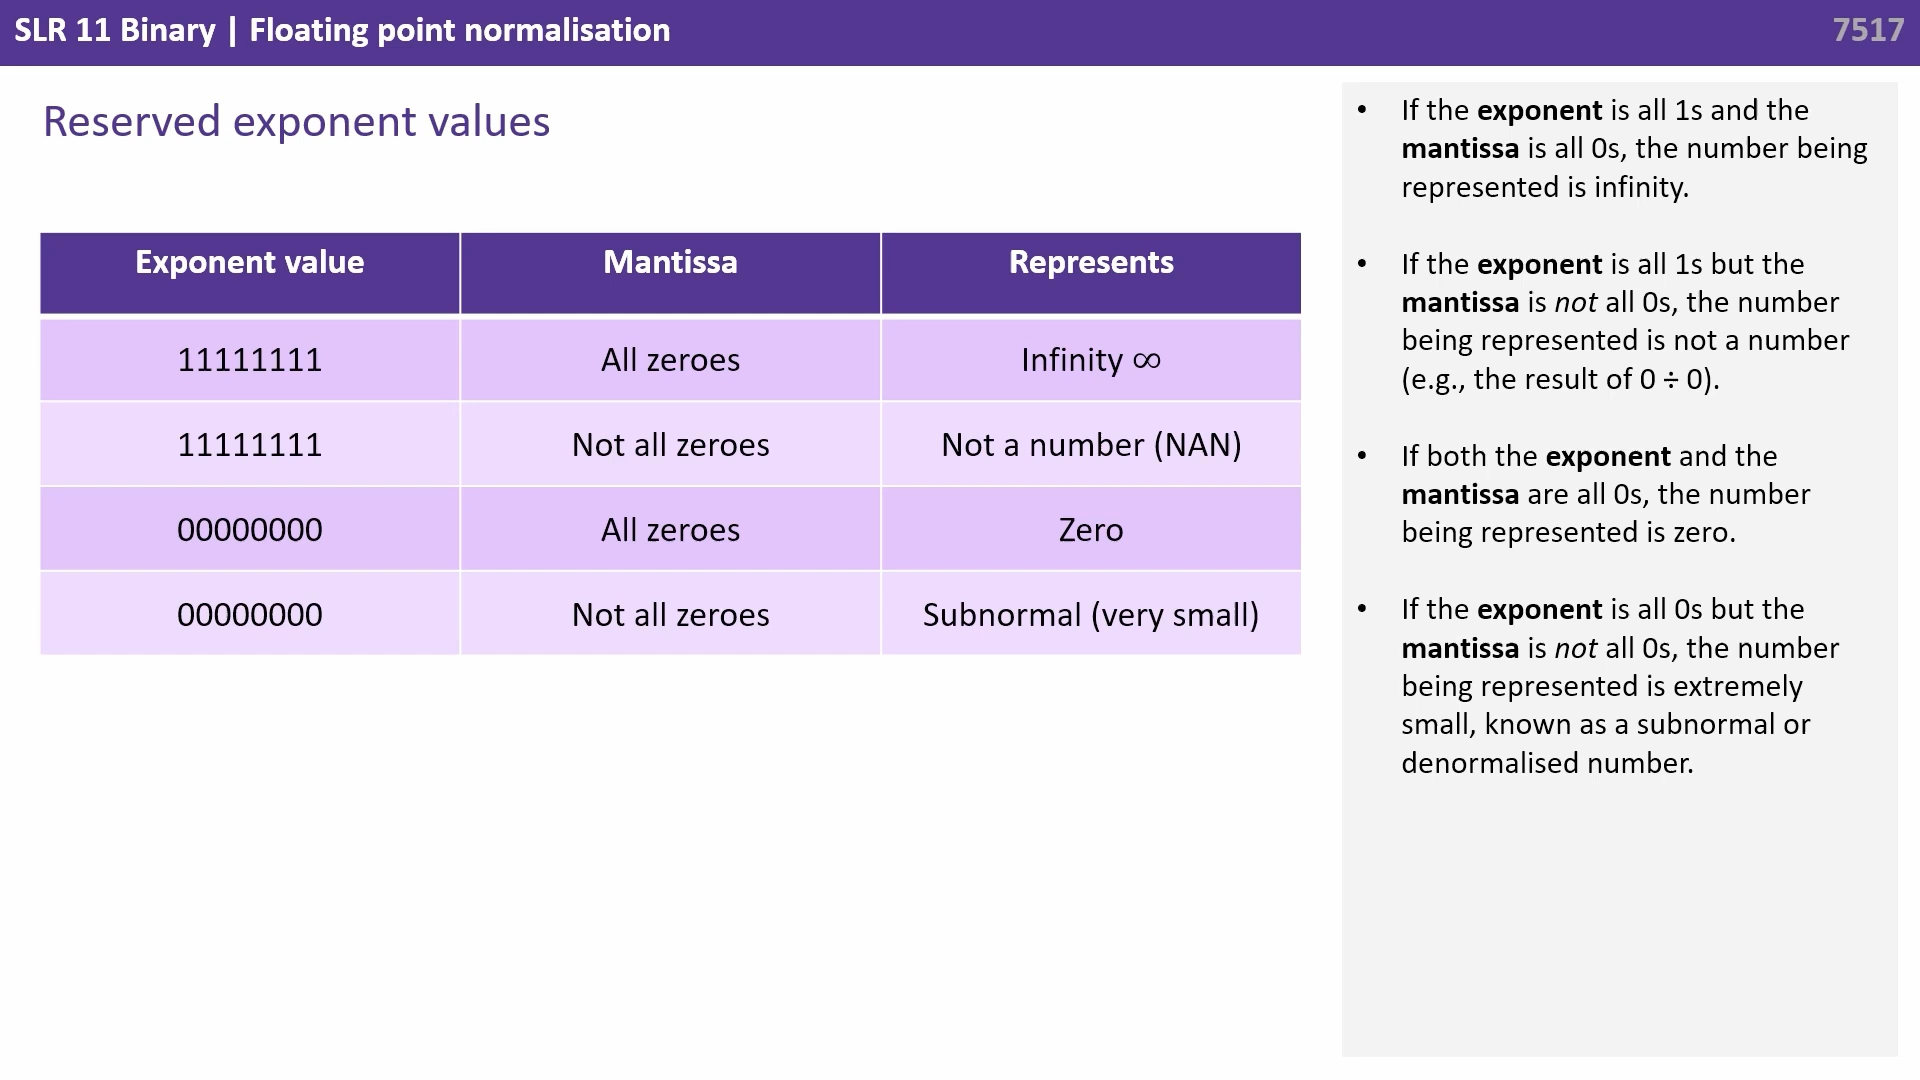 SLR 11 Binary | Floating point normalisation
7517
Reserved exponent values
Exponent value Mantissa Represents
11111111 All zeroes Infinity ∞
11111111 Not all zeroes Not a number (NAN)
00000000 All zeroes Zero
00000000 Not all zeroes Subnormal (very small)
• If the exponent is all 1s and the
mantissa is all 0s, the number being
represented is infinity.
• If the exponent is all 1s but the
mantissa is not all 0s, the number
being represented is not a number
(e.g., the result of 0 ÷ 0).
• If both the exponent and the
mantissa are all 0s, the number
being represented is zero.
• If the exponent is all 0s but the
mantissa is not all 0s, the number
being represented is extremely
small, known as a subnormal or
denormalised number.